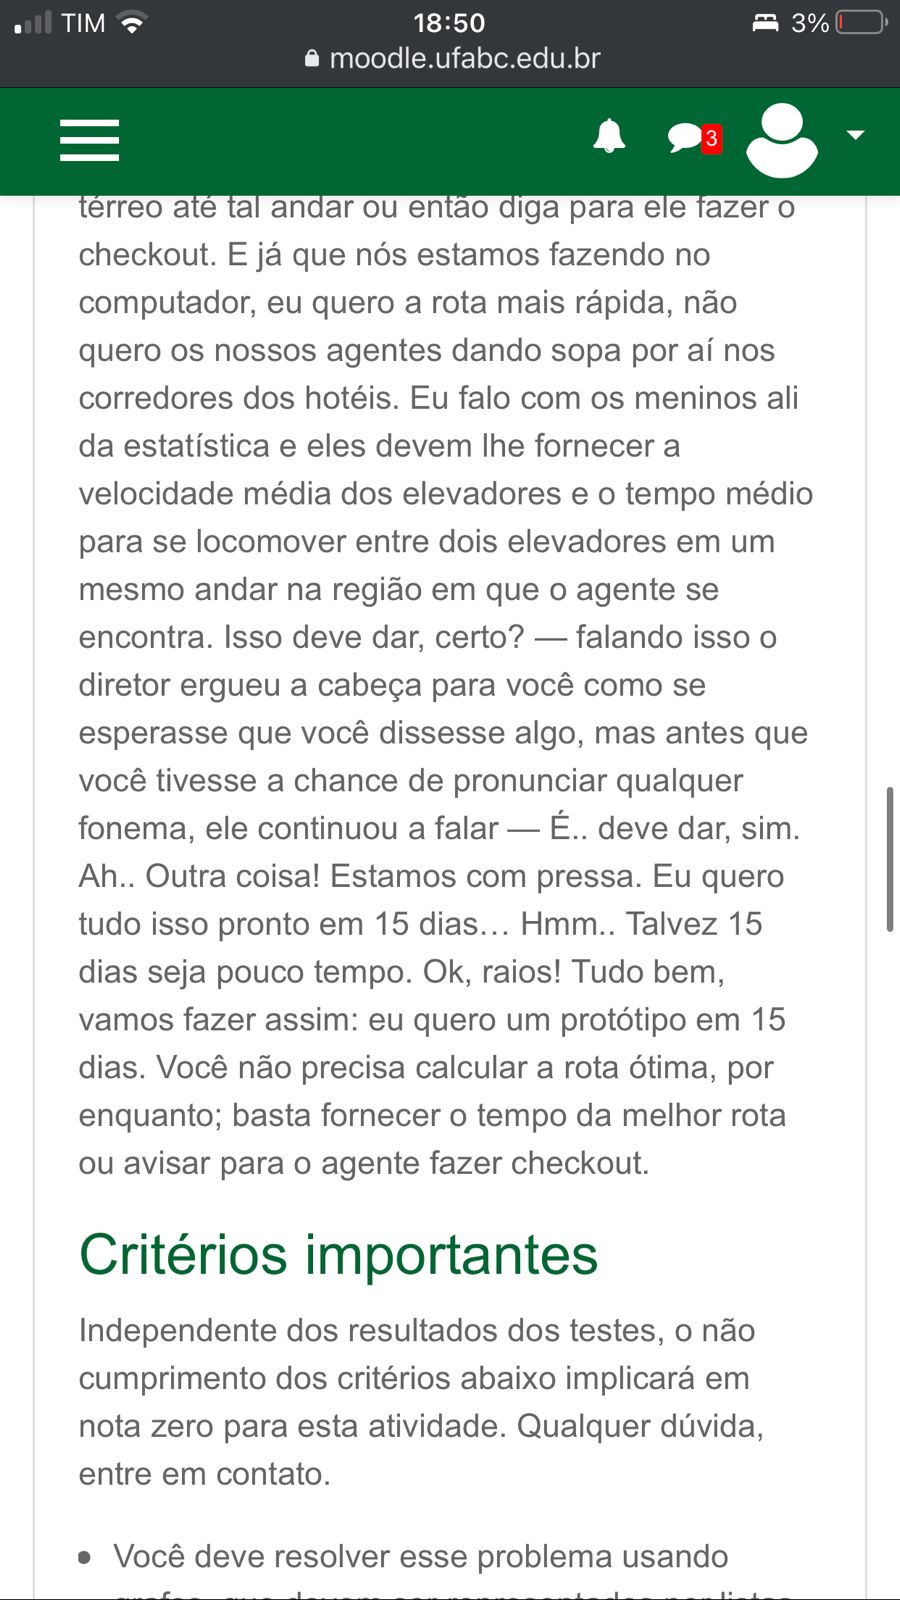 TIM 18:50 3%
moodle.ufabc.edu.br
3
térreo até tal andar ou então diga para ele fazer o
checkout. E já que nós estamos fazendo no
computador, eu quero a rota mais rápida, não
quero os nossos agentes dando sopa por aí nos
corredores dos hotéis. Eu falo com os meninos ali
da estatística e eles devem lhe fornecer a
velocidade média dos elevadores e o tempo médio
para se locomover entre dois elevadores em um
mesmo andar na região em que o agente se
encontra. Isso deve dar, certo? — falando isso o
diretor ergueu a cabeça para você como se
esperasse que você dissesse algo, mas antes que
você tivesse a chance de pronunciar qualquer
fonema, ele continuou a falar — É.. deve dar, sim.
Ah.. Outra coisa! Estamos com pressa. Eu quero
tudo isso pronto em 15 dias… Hmm.. Talvez 15
dias seja pouco tempo. Ok, raios! Tudo bem,
vamos fazer assim: eu quero um protótipo em 15
dias. Você não precisa calcular a rota ótima, por
enquanto; basta fornecer o tempo da melhor rota
ou avisar para o agente fazer checkout.
Critérios importantes
Independente dos resultados dos testes, o não
cumprimento dos critérios abaixo implicará em
nota zero para esta atividade. Qualquer dúvida,
entre em contato.
• Você deve resolver esse problema usando